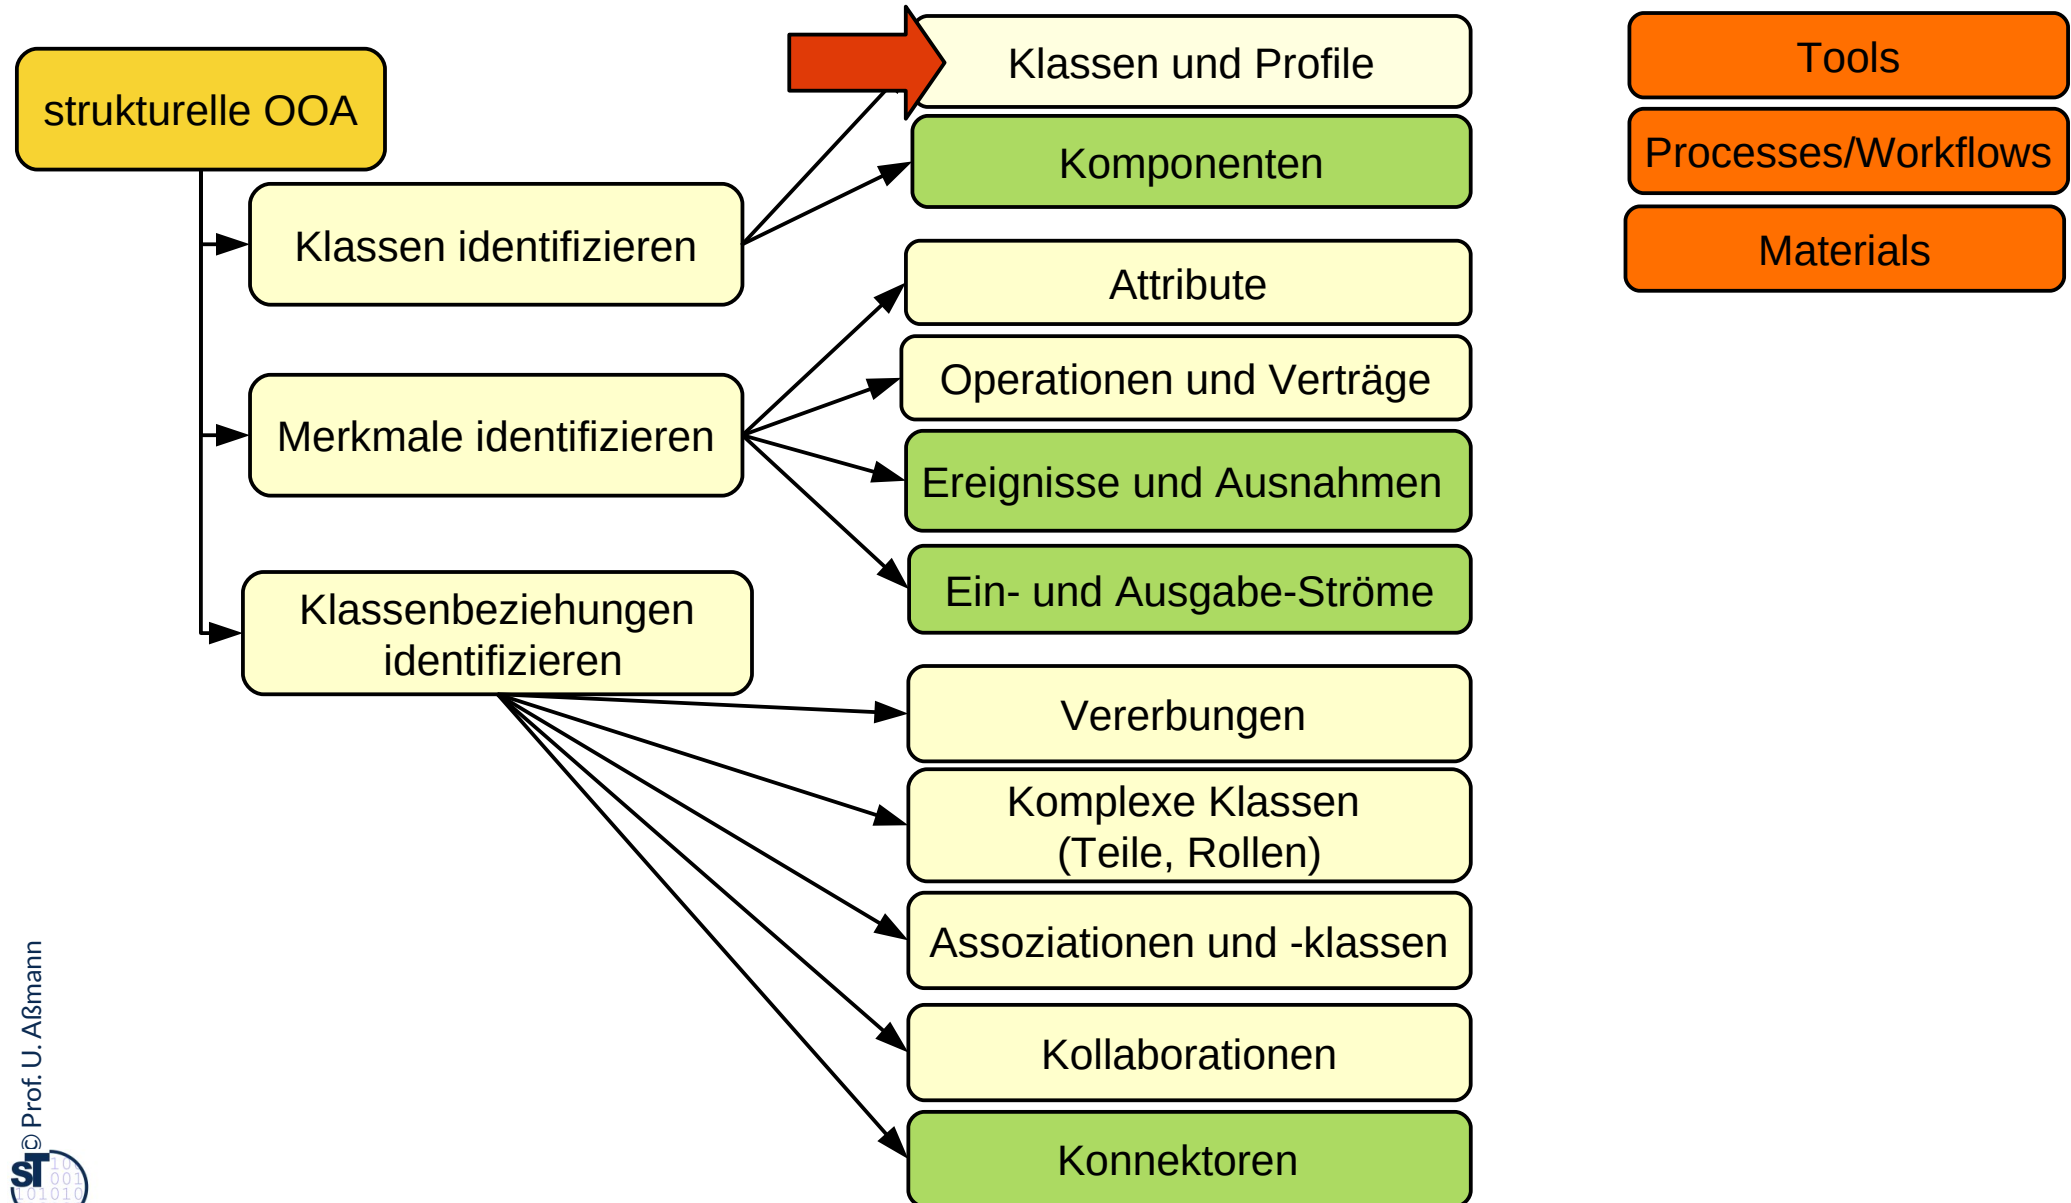 strukturelle OOA
Klassen identifizieren
Merkmale identifizieren
Klassenbeziehungen
identifizieren
Klassen und Profile
Komponenten
Attribute
Operationen und Verträge
Ereignisse und Ausnahmen
Ein- und Ausgabe-Ströme
Vererbungen
Komplexe Klassen
(Teile, Rollen)
Assoziationen und -klassen
Kollaborationen
Konnektoren
Tools
Processes/Workflows
Materials
© Prof. U. Aßmann
ST
001
101010